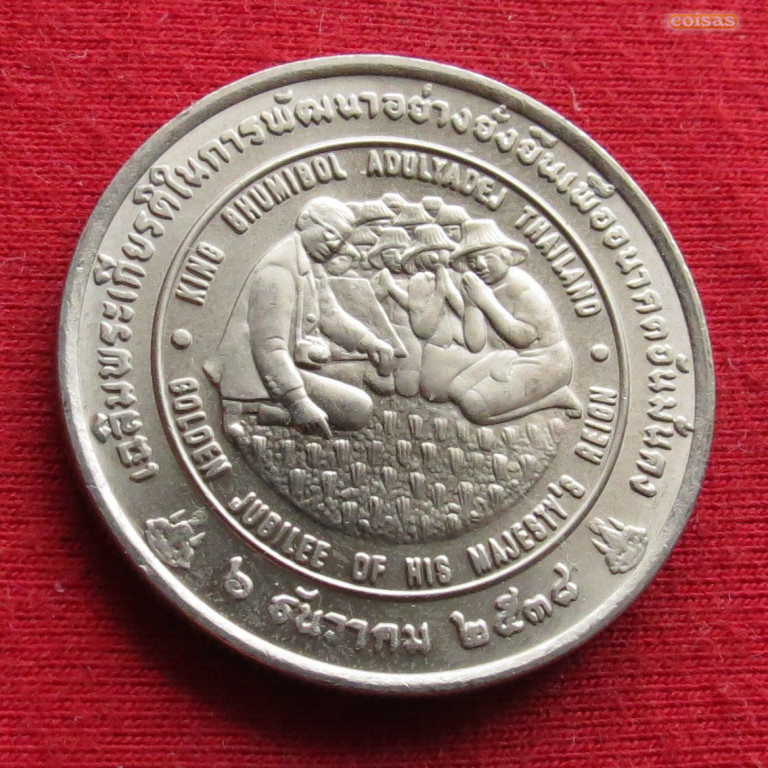 eoisas
เฉลิมพระเกียรติในการพัฒนาอย่างยั่งยืนเพื่ออนาคตอันมั่นคง
KING BHUMIBOL ADULYADEJ THAILAND
GOLDEN JUBILEE OF HIS MAJESTY'S REIGN
๖ ธันวาคม ๒๕๓๘